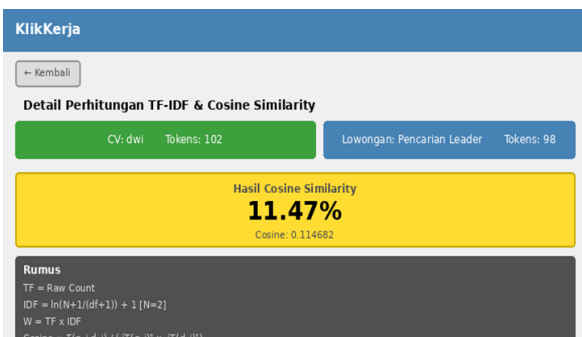 KlikKerja
← Kembali
Detail Perhitungan TF-IDF & Cosine Similarity
CV: dwi Tokens: 102
Lowongan: Pencarian Leader Tokens: 98
Hasil Cosine Similarity
11.47%
Cosine: 0.114682
Rumus
TF = Raw Count
IDF = ln(N+1/(df+1)) + 1 [N=2]
W = TF x IDF